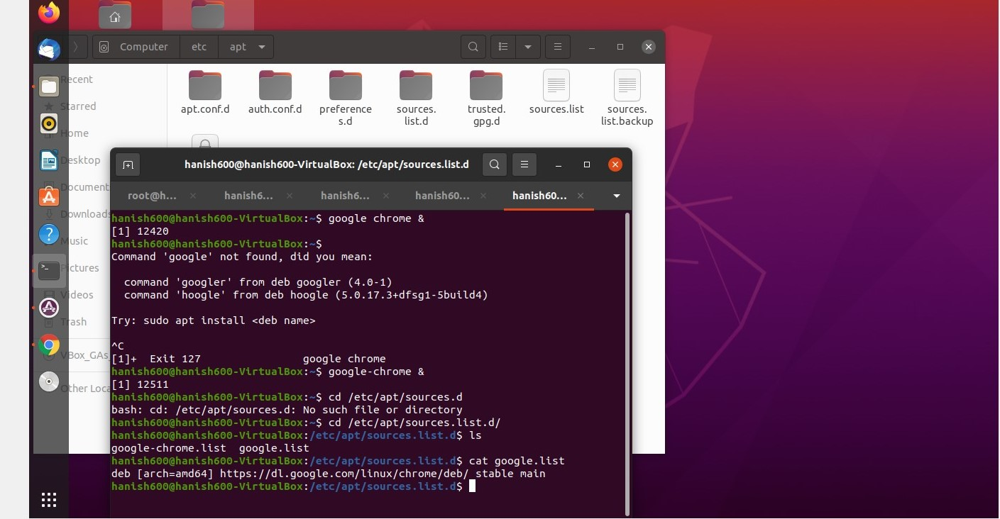 Computer
etc
apt
Recent
Starred
Home
Desktop
Document
Downloads
Music
Pictures
Videos
Trash
VBox_GAs
Other Loca
apt.conf.d
auth.conf.d
preference
s.d
sources.
list.d
trusted.
gpg.d
sources.list
sources.
list.backup
hanish600@hanish600-VirtualBox: /etc/apt/sources.list.d
root@h...
hanish6...
hanish6...
hanish60...
hanish60...
hanish600@hanish600-VirtualBox:~$ google chrome &
[1] 12420
hanish600@hanish600-VirtualBox:~$
Command 'google' not found, did you mean:
command 'googler' from deb googler (4.0-1)
command 'hoogle' from deb hoogle (5.0.17.3+dfsg1-5build4)
Try: sudo apt install <deb name>
^C
[1]+  Exit 127                google chrome
hanish600@hanish600-VirtualBox:~$ google-chrome &
[1] 12511
hanish600@hanish600-VirtualBox:~$ cd /etc/apt/sources.d
bash: cd: /etc/apt/sources.d: No such file or directory
hanish600@hanish600-VirtualBox:~$ cd /etc/apt/sources.list.d/
hanish600@hanish600-VirtualBox:/etc/apt/sources.list.d$ ls
google-chrome.list  google.list
hanish600@hanish600-VirtualBox:/etc/apt/sources.list.d$ cat google.list
deb [arch=amd64] https://dl.google.com/linux/chrome/deb/ stable main
hanish600@hanish600-VirtualBox:/etc/apt/sources.list.d$